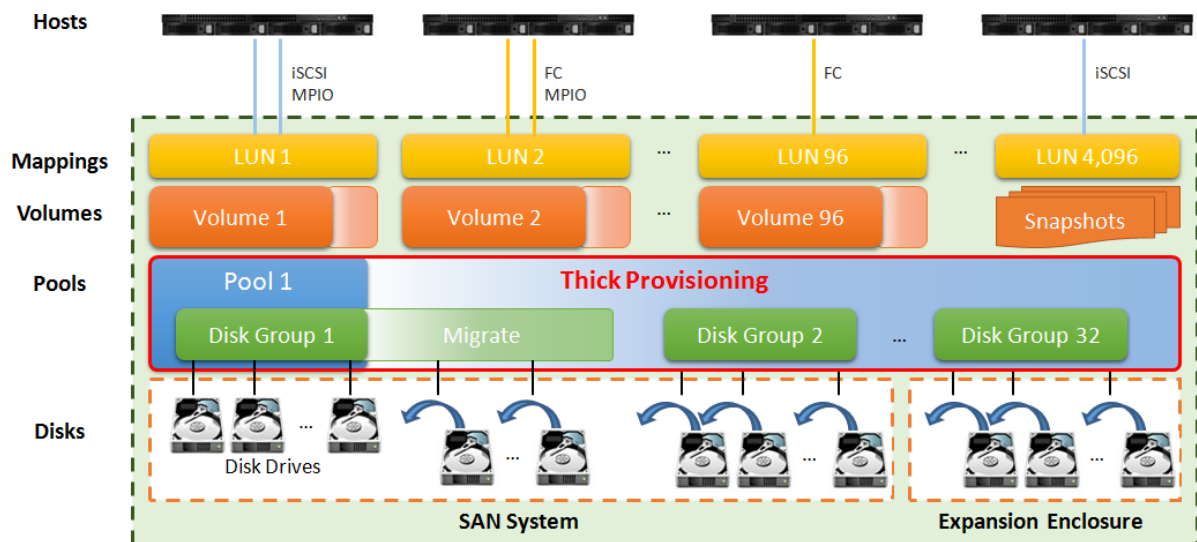 Hosts
iSCSI
MPIO
FC
MPIO
FC
iSCSI
Mappings
LUN 1
LUN 2
...
LUN 96
...
LUN 4,096
Volumes
Volume 1
Volume 2
...
Volume 96
Snapshots
Pools
Pool 1
Thick Provisioning
Disk Group 1
Migrate
Disk Group 2
...
Disk Group 32
Disks
...
...
...
...
Disk Drives
SAN System
Expansion Enclosure